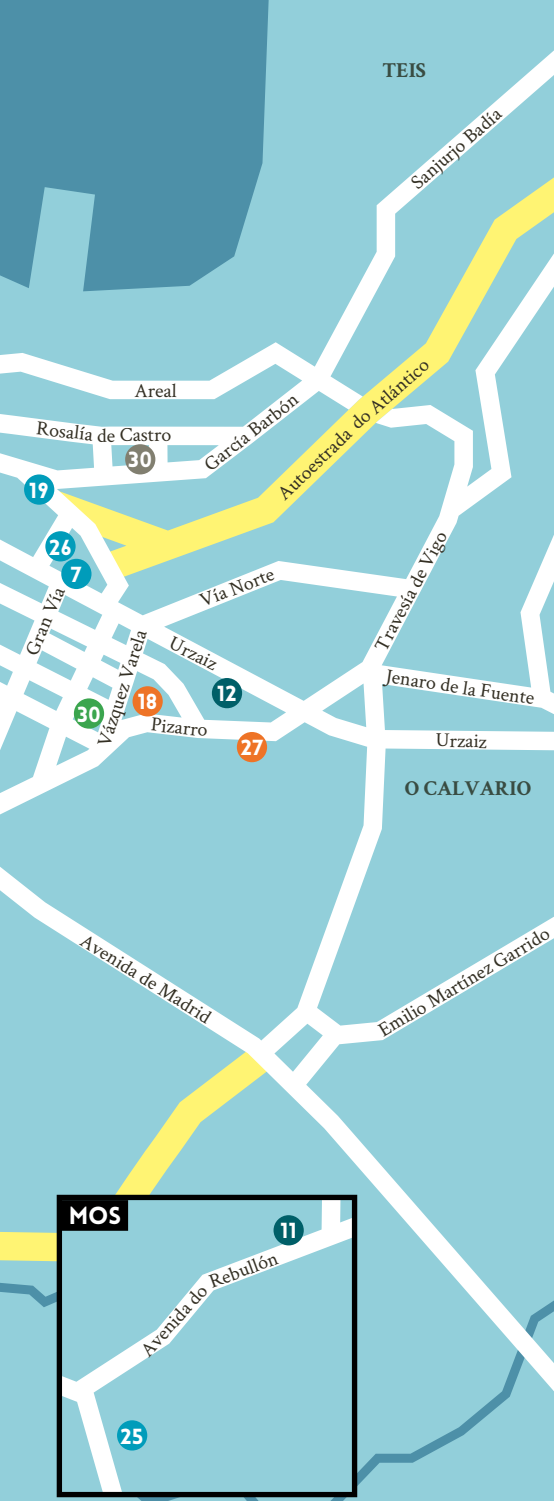 TEIS
Sanjurjo Badía
Autoestrada do Atlántico
Areal
García Barbón
Rosalía de Castro
30
19
26
7
Vía Norte
Travesía de Vigo
Gran Vía
Vázquez Varela
Urzaiz
12
Jenaro de la Fuente
18
30
Pizarro
27
Urzaiz
O CALVARIO
Avenida de Madrid
Emilio Martínez Garrido
MOS
11
Avenida do Rebullón
25